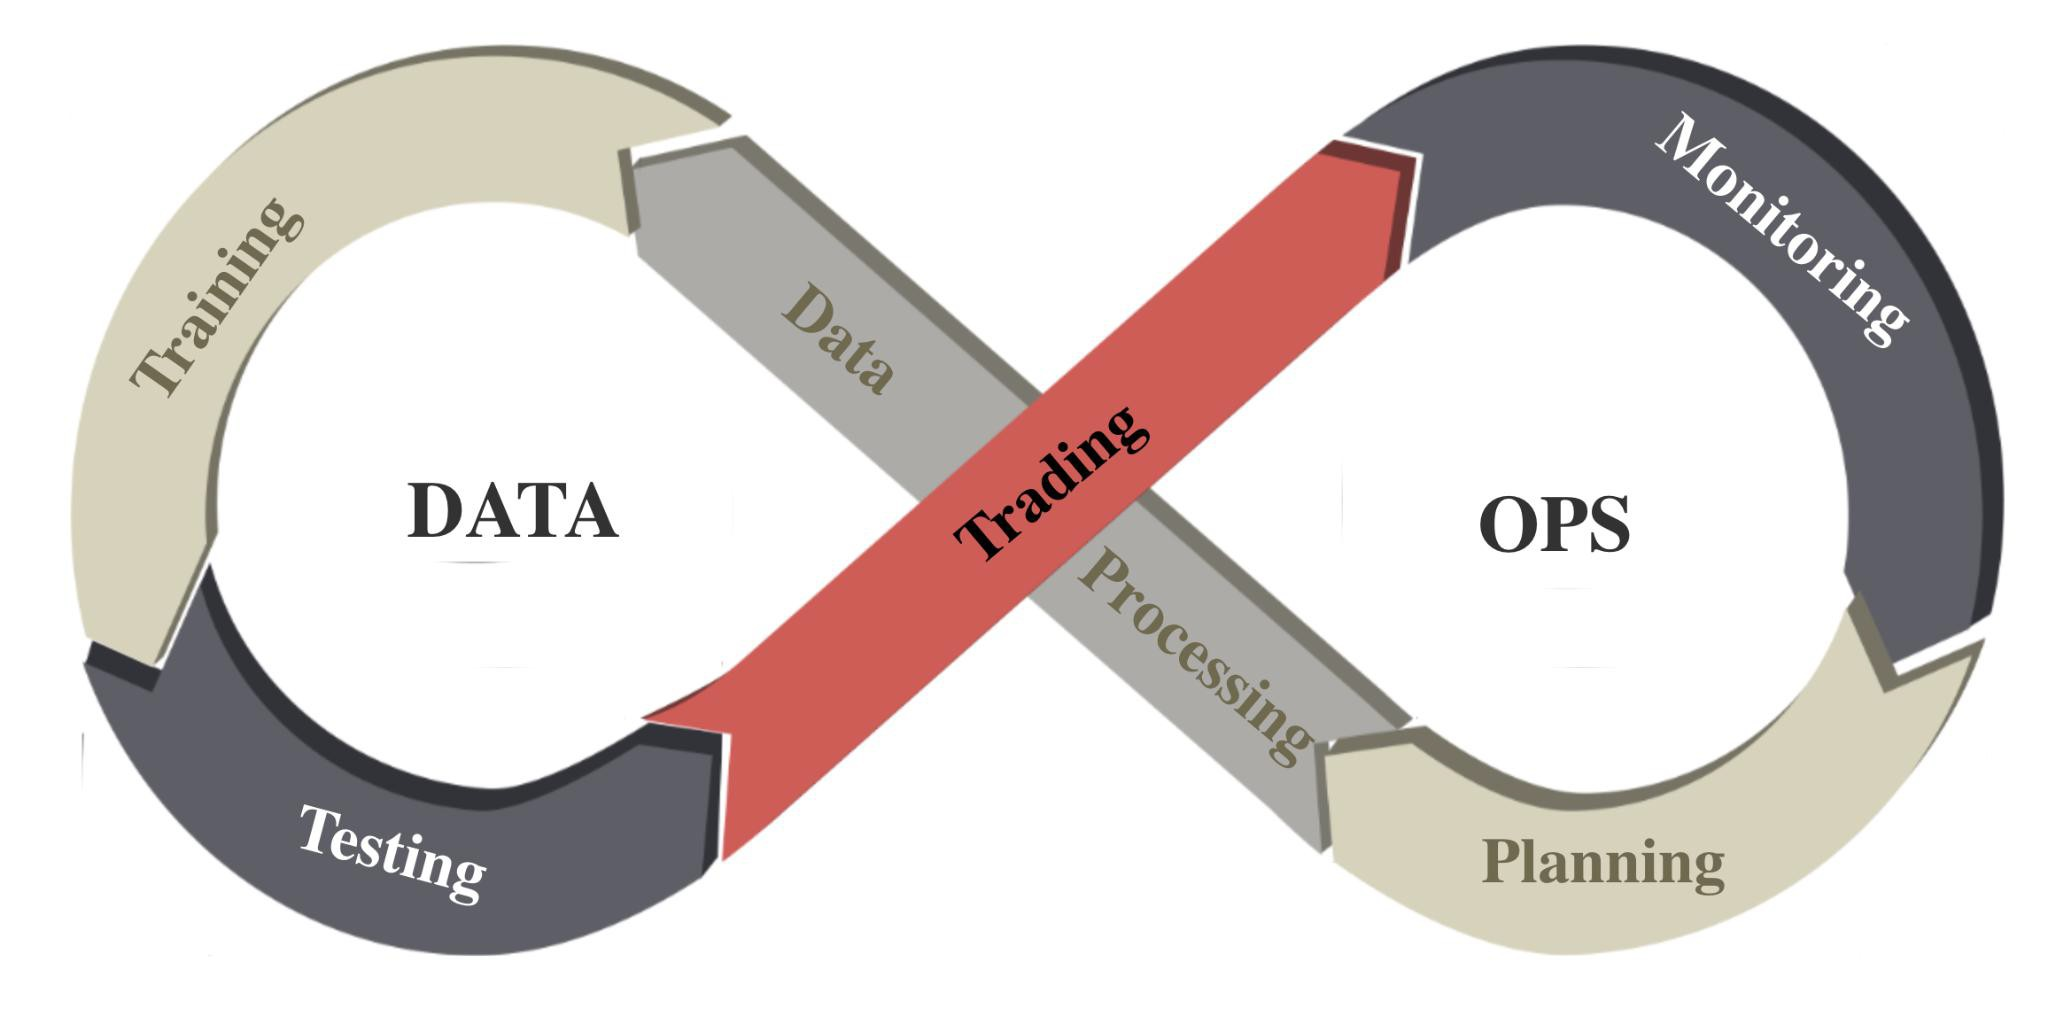 Training
Data
Processing
Trading
Monitoring
DATA
OPS
Testing
Planning